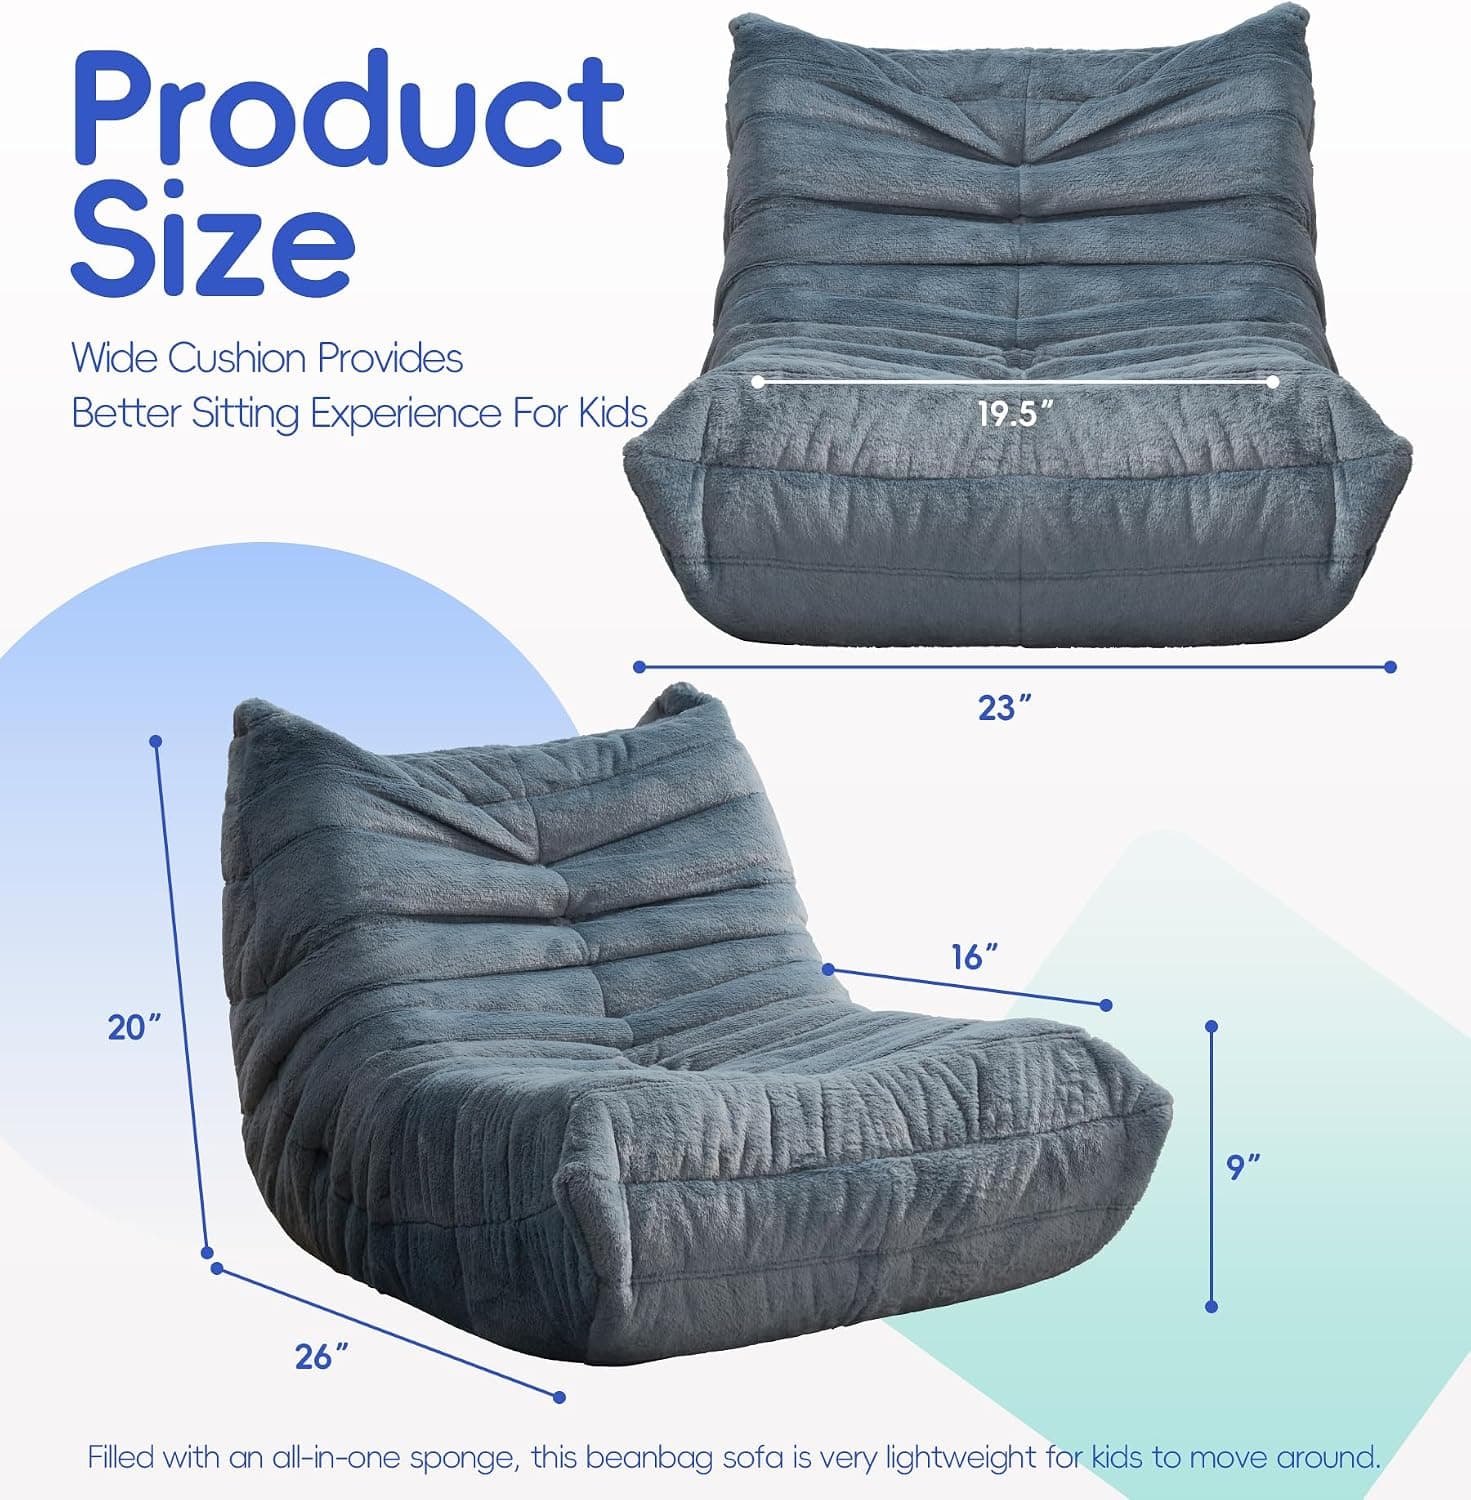 Product
Size
Wide Cushion Provides
Better Sitting Experience For Kids
19.5”
23”
20”
16”
9”
26”
Filled with an all-in-one sponge, this beanbag sofa is very lightweight for kids to move around.